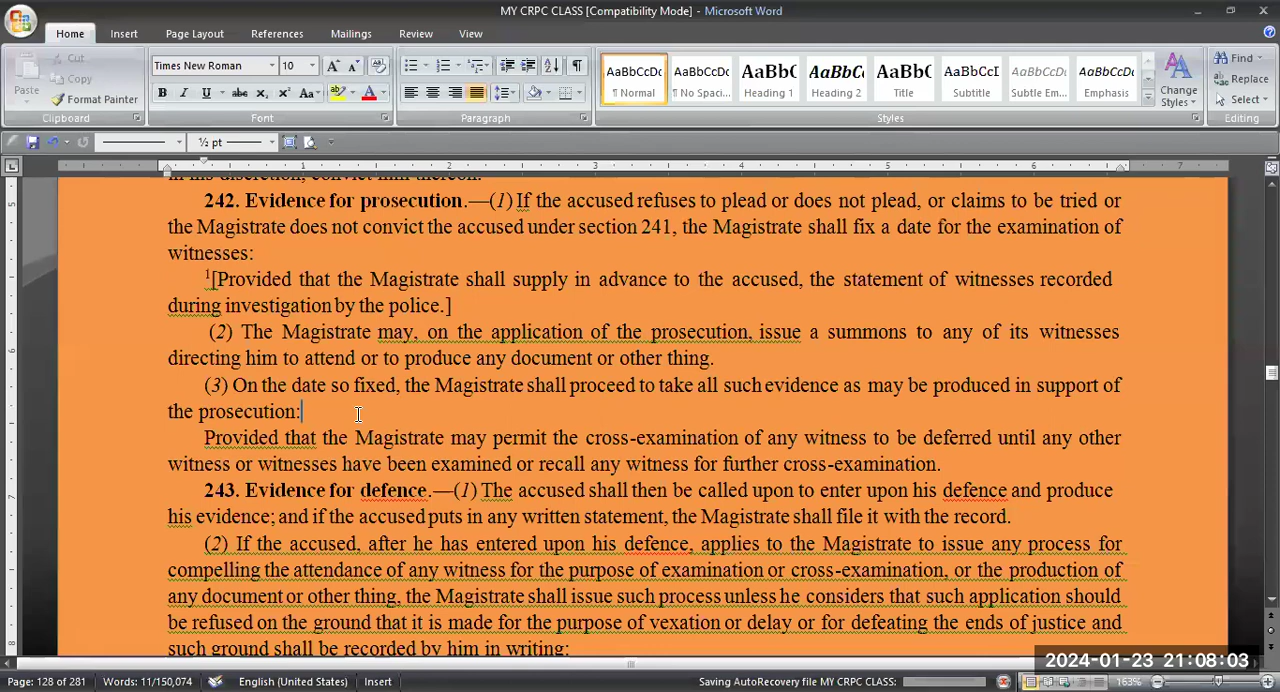 MY CRPC CLASS [Compatibility Mode] - Microsoft Word
Home Insert Page Layout References Mailings Review View
Paste
Cut
Copy
Format Painter
Clipboard
Times New Roman 10
Font
Paragraph
AaBbCcDc AaBbCcDc AaBbC AaBbCc AaBbC AaBbCcI AaBbCcDc AaBbCcDc
¶ Normal ¶ No Spaci... Heading 1 Heading 2 Title Subtitle Subtle Em... Emphasis
Change Styles
Styles
Find
Replace
Select
Editing
½ pt
1 2 3 4 5 6 7
242. Evidence for prosecution.—(1) If the accused refuses to plead or does not plead, or claims to be tried or
the Magistrate does not convict the accused under section 241, the Magistrate shall fix a date for the examination of
witnesses:
1[Provided that the Magistrate shall supply in advance to the accused, the statement of witnesses recorded
during investigation by the police.]
(2) The Magistrate may, on the application of the prosecution, issue a summons to any of its witnesses
directing him to attend or to produce any document or other thing.
(3) On the date so fixed, the Magistrate shall proceed to take all such evidence as may be produced in support of
the prosecution:
Provided that the Magistrate may permit the cross-examination of any witness to be deferred until any other
witness or witnesses have been examined or recall any witness for further cross-examination.
243. Evidence for defence.—(1) The accused shall then be called upon to enter upon his defence and produce
his evidence; and if the accused puts in any written statement, the Magistrate shall file it with the record.
(2) If the accused, after he has entered upon his defence, applies to the Magistrate to issue any process for
compelling the attendance of any witness for the purpose of examination or cross-examination, or the production of
any document or other thing, the Magistrate shall issue such process unless he considers that such application should
be refused on the ground that it is made for the purpose of vexation or delay or for defeating the ends of justice and
such ground shall be recorded by him in writing:
2024-01-23 21:08:03
Page: 128 of 281 Words: 11/150,074 English (United States) Insert Saving AutoRecovery file MY CRPC CLASS: 163%